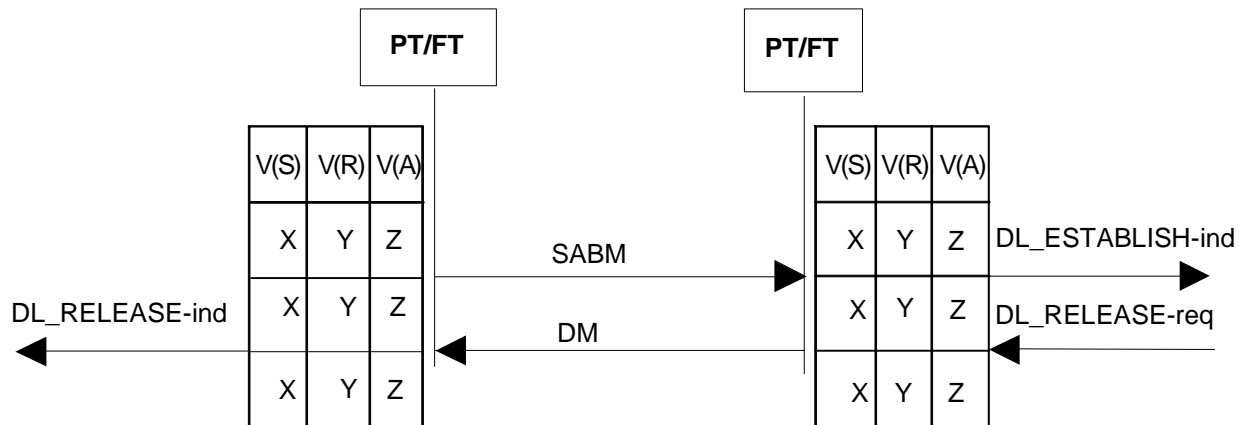 PT/FT
PT/FT
V(S) V(R) V(A)
V(S) V(R) V(A)
X Y Z
X Y Z
DL_ESTABLISH-ind
SABM
DL_RELEASE-ind
X Y Z
X Y Z
DL_RELEASE-req
DM
X Y Z
X Y Z